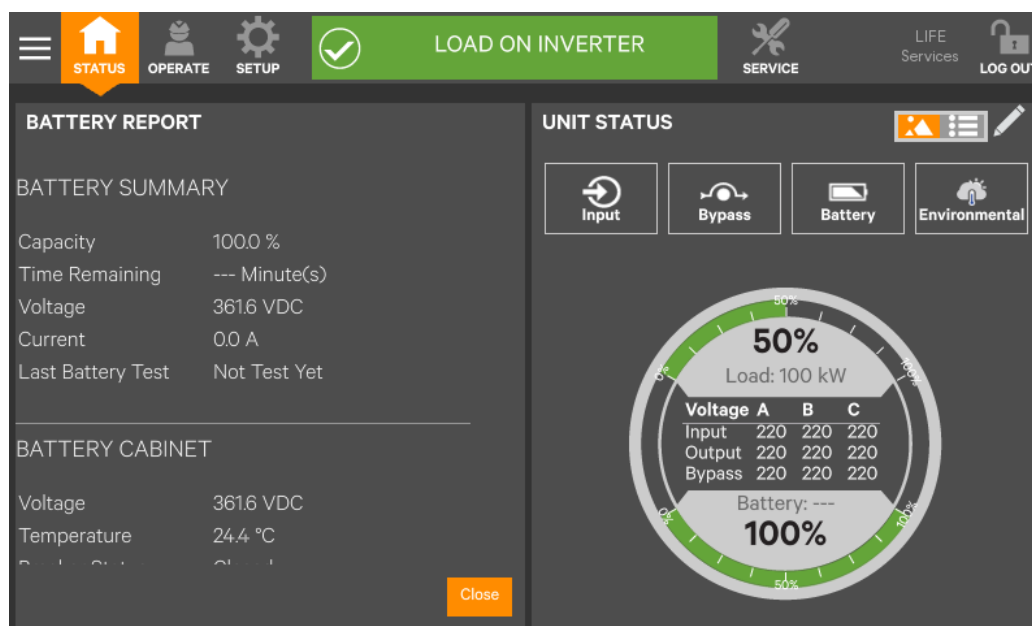 STATUS
OPERATE
SETUP
LOAD ON INVERTER
SERVICE
LIFE
Services
LOG OUT
BATTERY REPORT
BATTERY SUMMARY
Capacity 100.0 %
Time Remaining --- Minute(s)
Voltage 361.6 VDC
Current 0.0 A
Last Battery Test Not Test Yet
BATTERY CABINET
Voltage 361.6 VDC
Temperature 24.4 °C
Close
UNIT STATUS
Input
Bypass
Battery
Environmental
50%
0%
100%
50%
Load: 100 kW
Voltage A B C
Input 220 220 220
Output 220 220 220
Bypass 220 220 220
Battery: ---
100%
0%
100%
50%